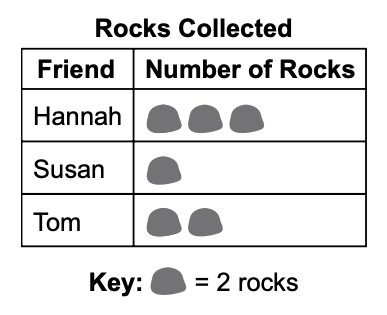 Rocks Collected
Friend Number of Rocks
Hannah
Susan
Tom
Key: = 2 rocks